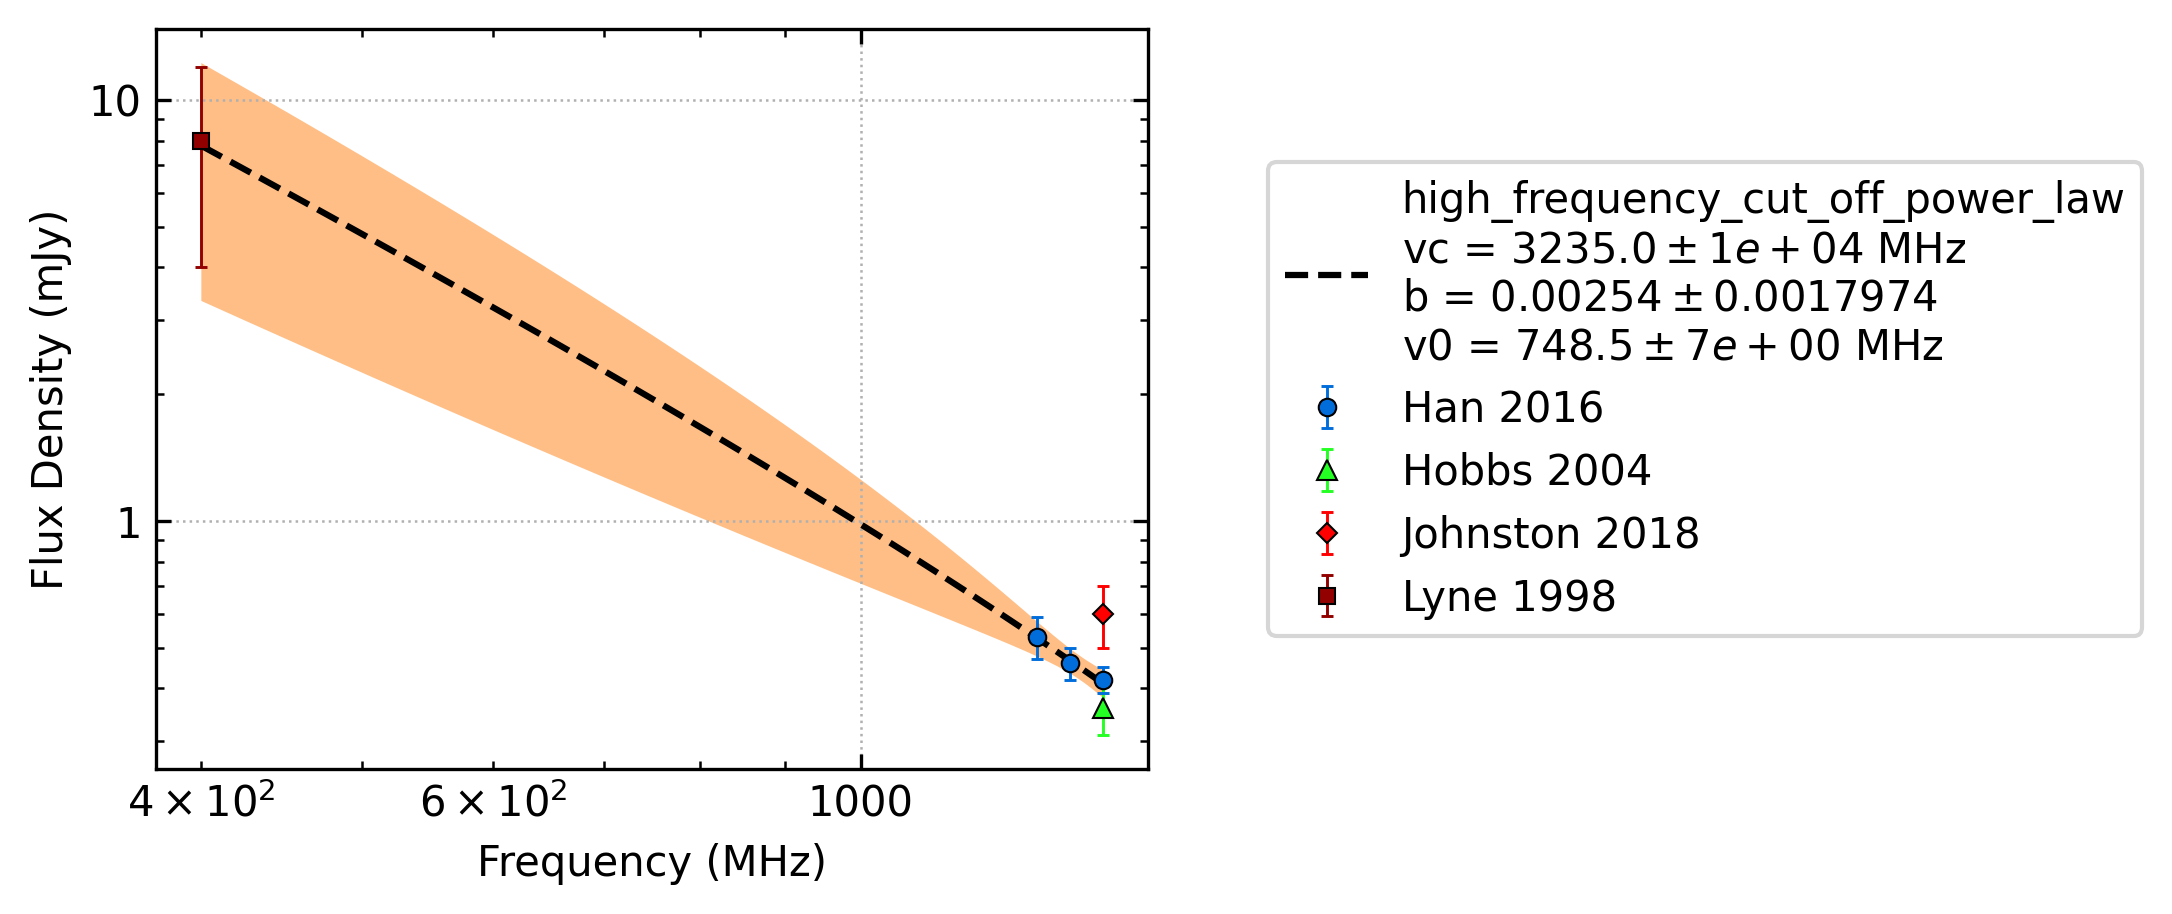 10
1
Flux Density (mJy)
4 × 10²
6 × 10²
1000
Frequency (MHz)
high_frequency_cut_off_power_law
vc = 3235.0 ± 1e + 04 MHz
b = 0.00254 ± 0.0017974
v0 = 748.5 ± 7e + 00 MHz
Han 2016
Hobbs 2004
Johnston 2018
Lyne 1998